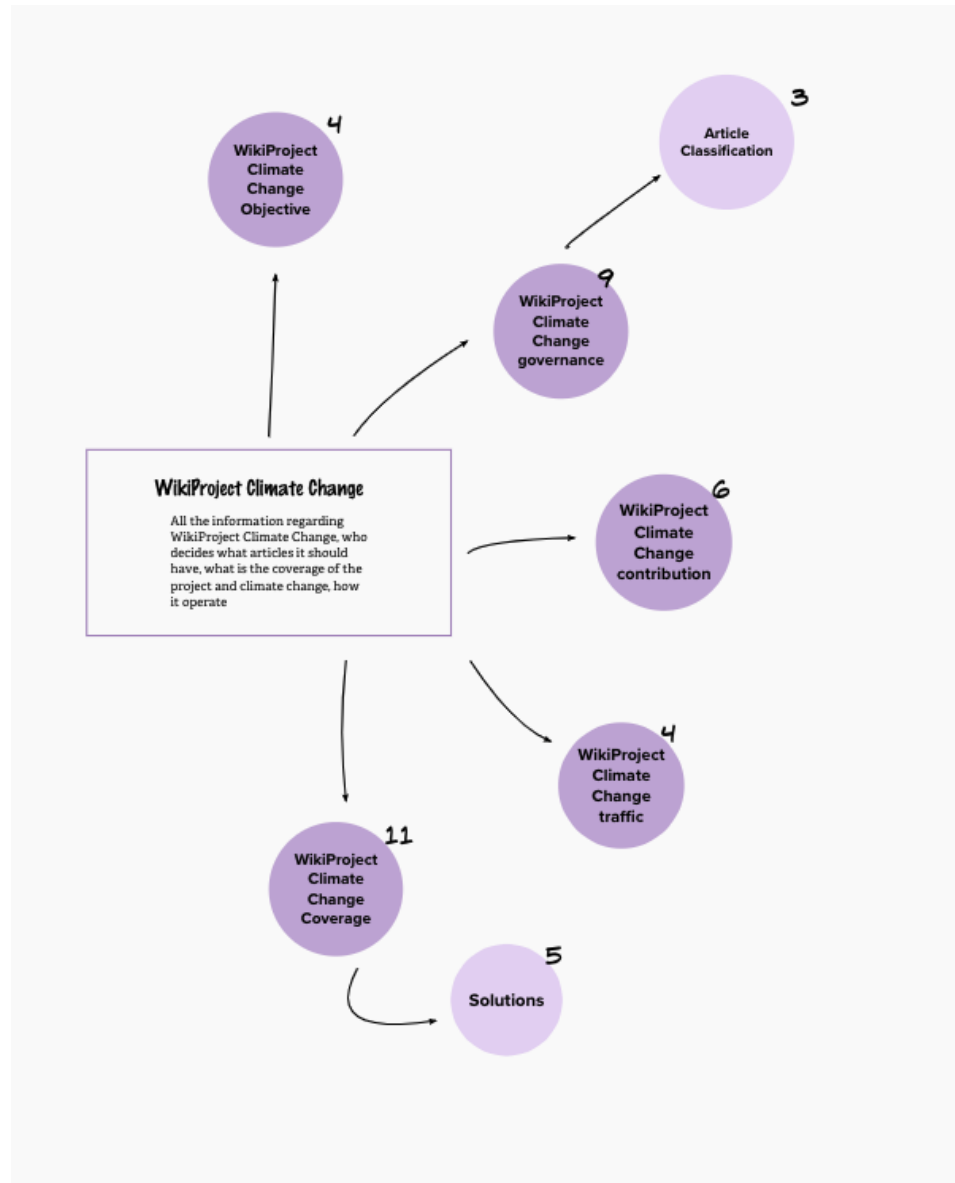 4
WikiProject
Climate
Change
Objective
3
Article
Classification
9
WikiProject
Climate
Change
governance
WikiProject Climate Change
All the information regarding
WikiProject Climate Change, who
decides what articles it should
have, what is the coverage of the
project and climate change, how
it operate
6
WikiProject
Climate
Change
contribution
4
WikiProject
Climate
Change
traffic
11
WikiProject
Climate
Change
Coverage
5
Solutions